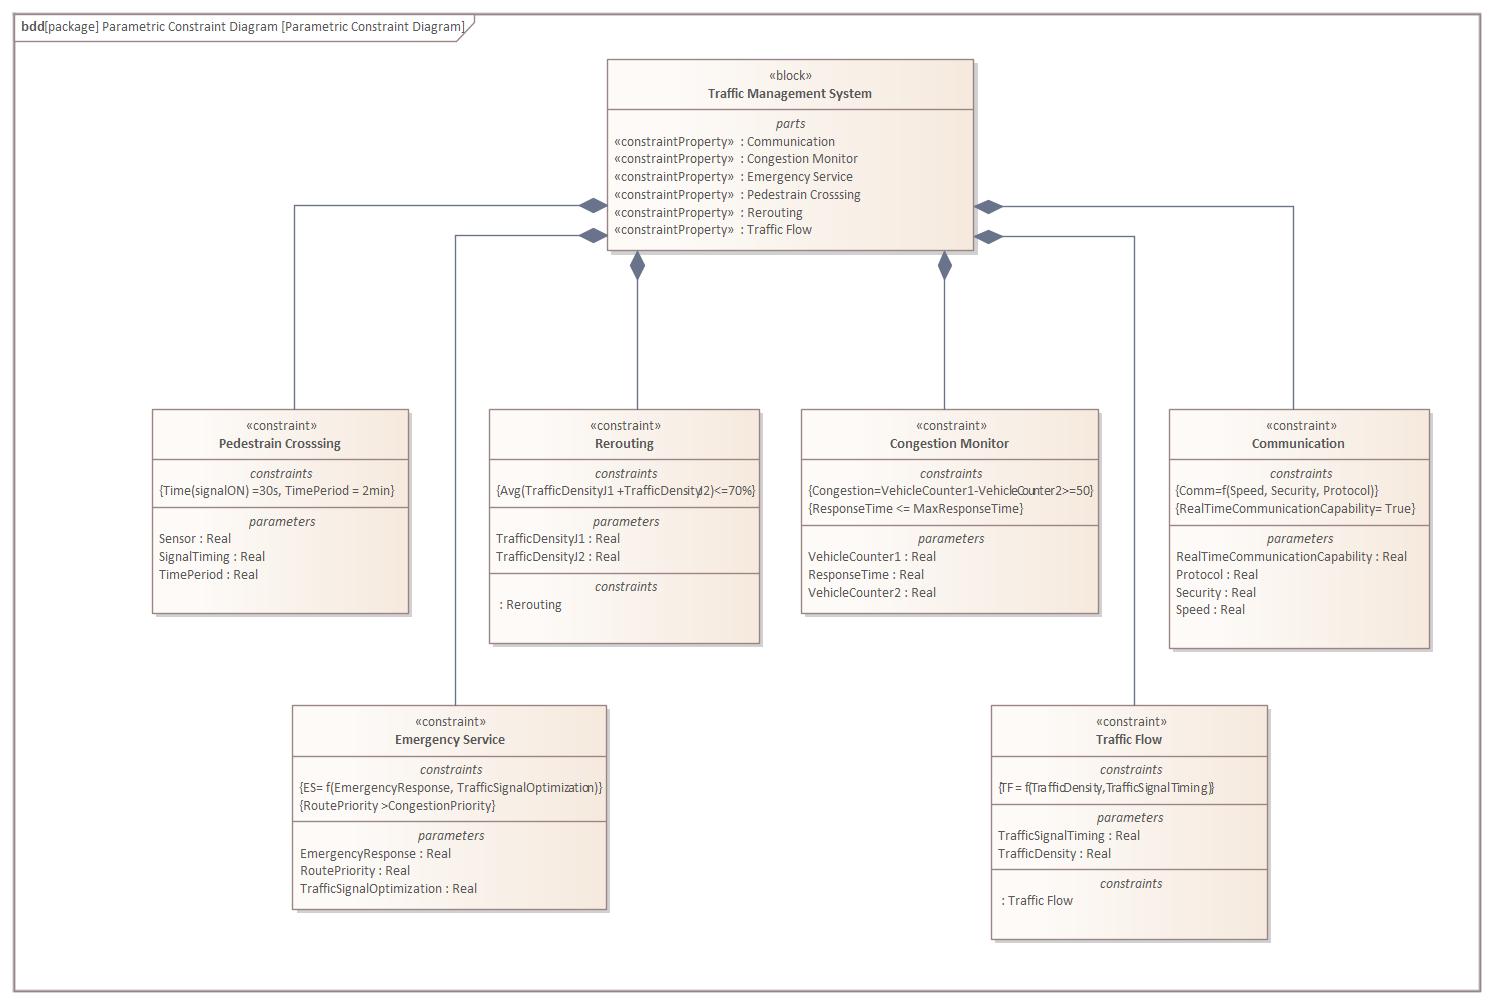 bdd[package] Parametric Constraint Diagram [Parametric Constraint Diagram]
«block»
Traffic Management System
parts
«constraintProperty» : Communication
«constraintProperty» : Congestion Monitor
«constraintProperty» : Emergency Service
«constraintProperty» : Pedestrain Crosssing
«constraintProperty» : Rerouting
«constraintProperty» : Traffic Flow
«constraint»
Pedestrain Crosssing
constraints
{Time(signalON) =30s, TimePeriod = 2min}
parameters
Sensor : Real
SignalTiming : Real
TimePeriod : Real
«constraint»
Rerouting
constraints
{Avg(TrafficDensityJ1 +TrafficDensityJ2)<=70%}
parameters
TrafficDensityJ1 : Real
TrafficDensityJ2 : Real
constraints
: Rerouting
«constraint»
Congestion Monitor
constraints
{Congestion=VehicleCounter1-VehicleCounter2>=50}
{ResponseTime <= MaxResponseTime}
parameters
VehicleCounter1 : Real
ResponseTime : Real
VehicleCounter2 : Real
«constraint»
Communication
constraints
{Comm=f(Speed, Security, Protocol)}
{RealTimeCommunicationCapability= True}
parameters
RealTimeCommunicationCapability : Real
Protocol : Real
Security : Real
Speed : Real
«constraint»
Emergency Service
constraints
{ES= f(EmergencyResponse, TrafficSignalOptimization)}
{RoutePriority >CongestionPriority}
parameters
EmergencyResponse : Real
RoutePriority : Real
TrafficSignalOptimization : Real
«constraint»
Traffic Flow
constraints
{TF = f(TrafficDensity,TrafficSignalTiming)}
parameters
TrafficSignalTiming : Real
TrafficDensity : Real
constraints
: Traffic Flow